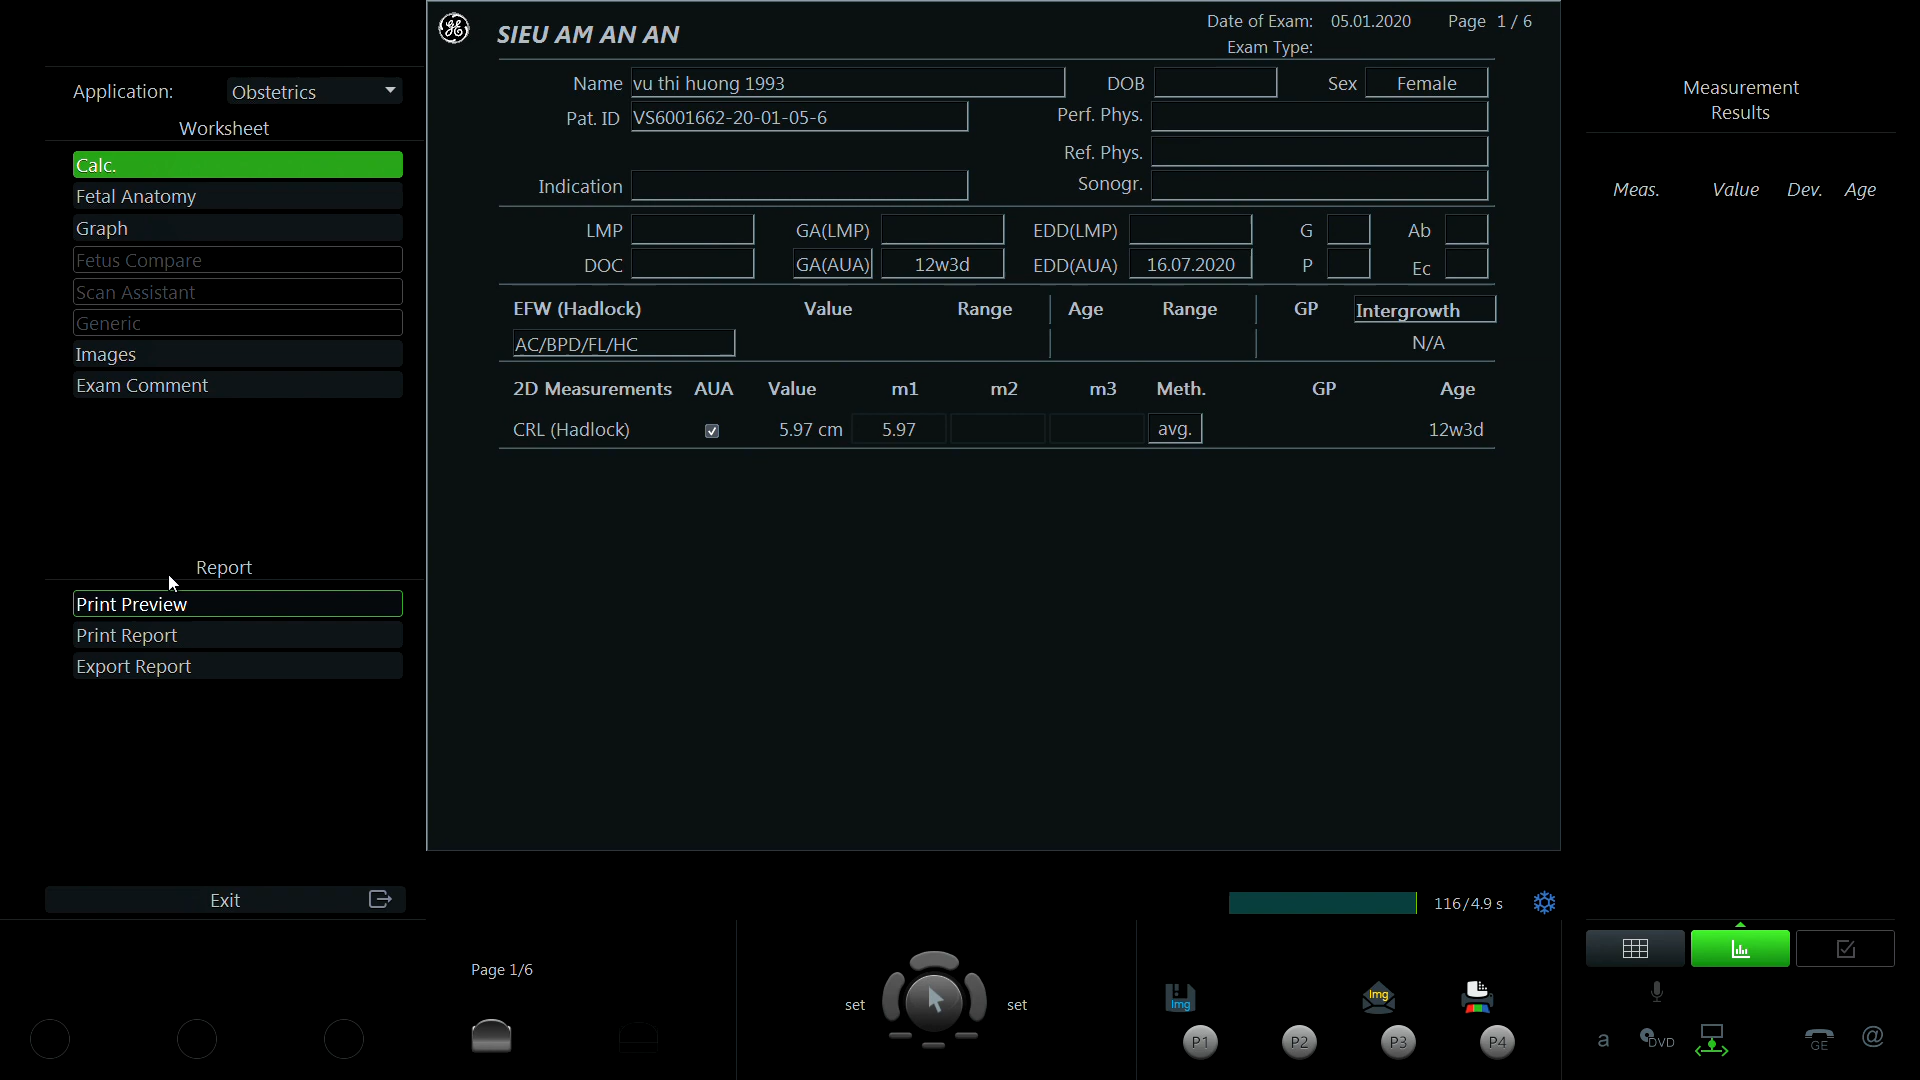 SIEU AM AN AN
Date of Exam: 05.01.2020 Page 1 / 6
Exam Type:
Application: Obstetrics
Worksheet
Calc.
Fetal Anatomy
Graph
Fetus Compare
Scan Assistant
Generic
Images
Exam Comment
Report
Print Preview
Print Report
Export Report
Exit
Name vu thi huong 1993 DOB Sex Female
Pat. ID VS6001662-20-01-05-6 Perf. Phys.
Ref. Phys.
Indication Sonogr.
LMP GA(LMP) EDD(LMP) G Ab
DOC GA(AUA) 12w3d EDD(AUA) 16.07.2020 P Ec
EFW (Hadlock) Value Range Age Range GP Intergrowth
AC/BPD/FL/HC N/A
2D Measurements AUA Value m1 m2 m3 Meth. GP Age
CRL (Hadlock) 5.97 cm 5.97 avg. 12w3d
Measurement
Results
Meas. Value Dev. Age
116/4.9 s
Page 1/6
set set
Img Img
P1 P2 P3 P4
a DVD GE @